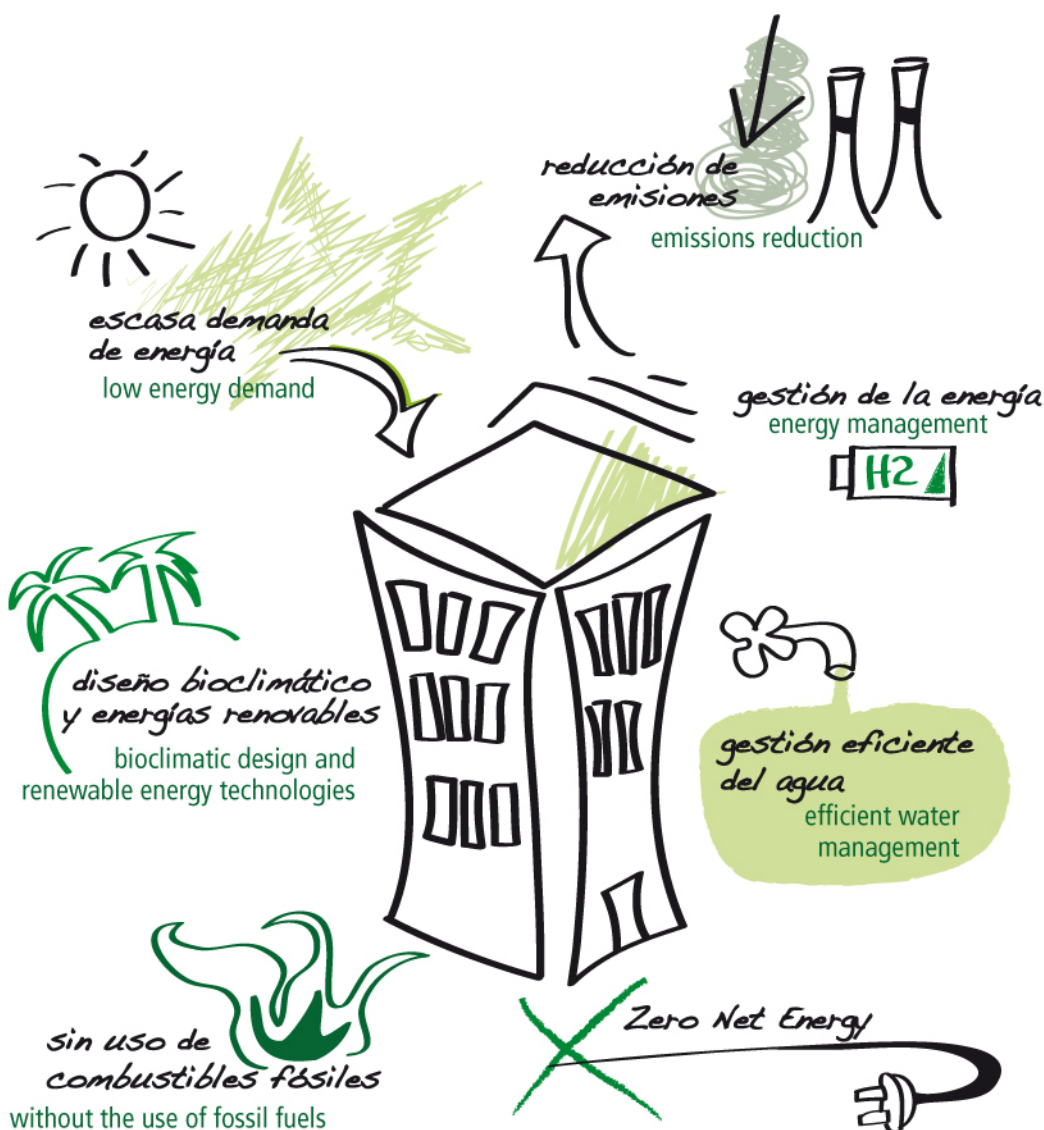 reducción de
emisiones
emissions reduction
escasa demanda
de energía
low energy demand
gestión de la energía
energy management
H2
diseño bioclimático
y energías renovables
bioclimatic design and
renewable energy technologies
gestión eficiente
del agua
efficient water
management
sin uso de
combustibles fósiles
without the use of fossil fuels
Zero Net Energy